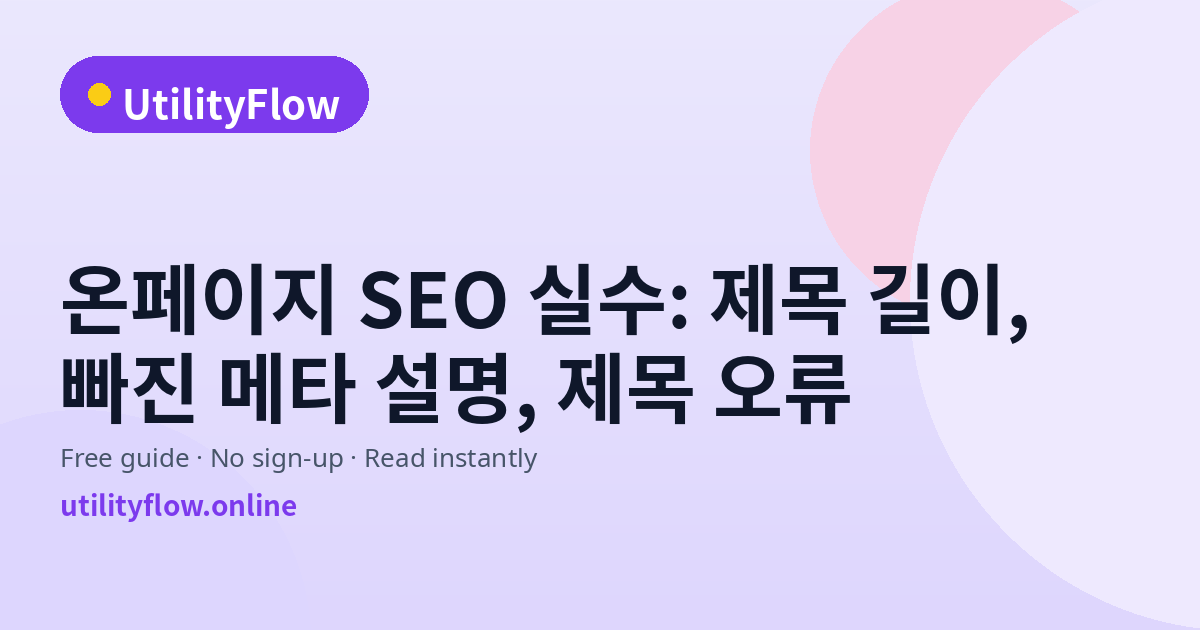 UtilityFlow
온페이지 SEO 실수: 제목 길이,
빠진 메타 설명, 제목 오류
Free guide · No sign-up · Read instantly
utilityflow.online